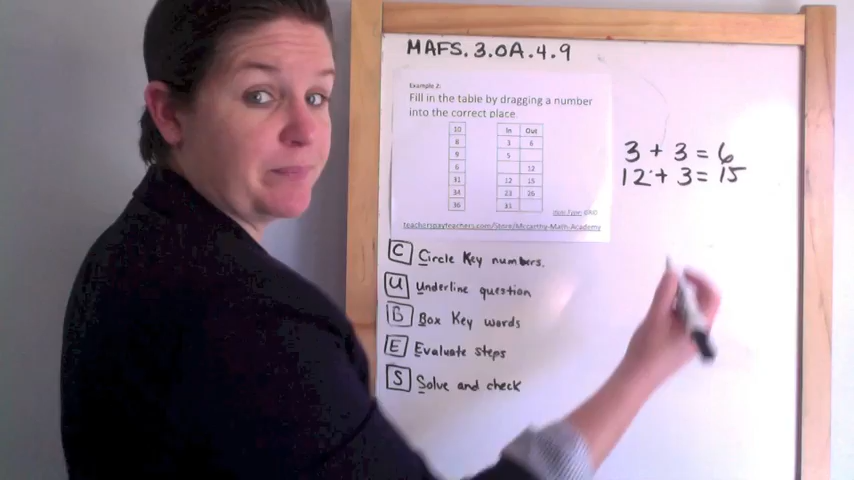 MAFS.3.OA.4.9
Example 2:
Fill in the table by dragging a number
into the correct place.
10
8
9
6
31
34
36
In Out
3 6
5
12
12 15
23 26
31
teacherspayteachers.com/Store/Mccarthy-Math-Academy
3 + 3 = 6
12 + 3 = 15
C Circle Key numbers.
U Underline question
B Box Key words
E Evaluate steps
S Solve and check